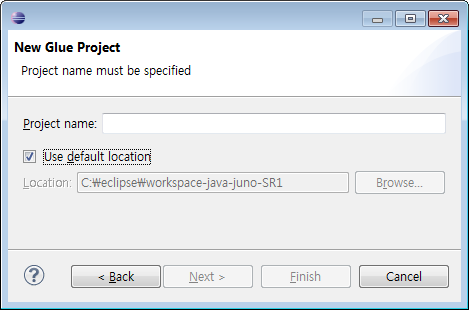 New Glue Project
Project name must be specified
Project name:
Use default location
Location: C:₩eclipse₩workspace-java-juno-SR1 Browse...
? < Back Next > Finish Cancel